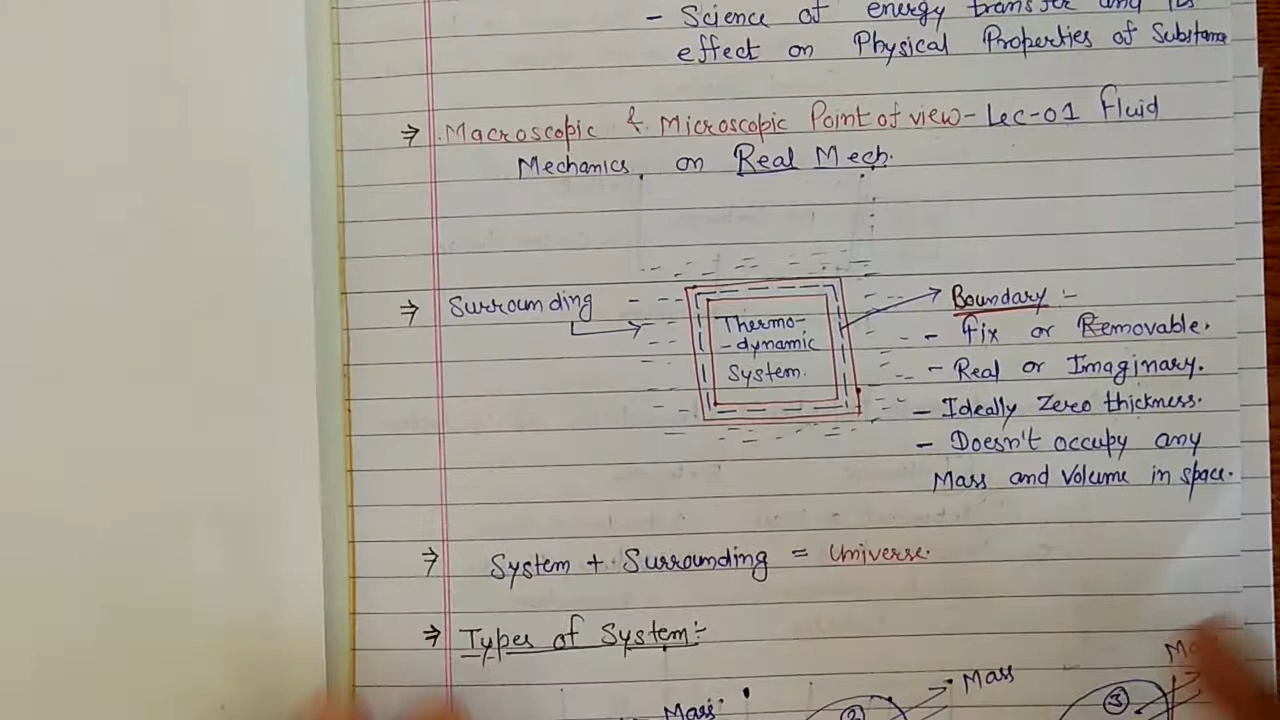 - Science of energy transfer and its
effect on Physical Properties of Substance
⇒ Macroscopic & Microscopic Point of view - Lec-01 Fluid
Mechanics on Real Mech.
⇒ Surrounding
Thermo-
-dynamic
System.
Boundary :-
- Fix or Removable.
- Real or Imaginary.
- Ideally Zero thickness.
- Doesn't occupy any
Mass and Volume in space.
⇒ System + Surrounding = Universe.
⇒ Types of System:-
Mass
② Mass
③